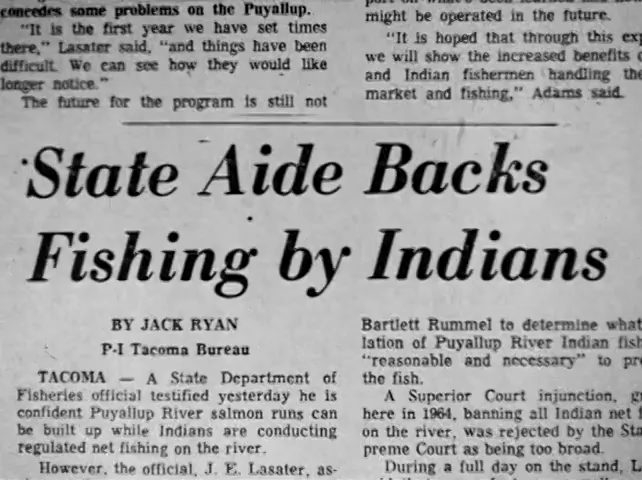 concedes some problems on the Puyallup.
"It is the first year we have set times
there," Lasater said, "and things have been
difficult. We can see how they would like
longer notice."
The future for the program is still not
might be operated in the future.
"It is hoped that through this
we will show the increased benefits
and Indian fishermen handling
market and fishing," Adams said.
State Aide Backs
Fishing by Indians
BY JACK RYAN
P-I Tacoma Bureau
TACOMA — A State Department of
Fisheries official testified yesterday he is
confident Puyallup River salmon runs can
be built up while Indians are conducting
regulated net fishing on the river.
However, the official, J. E. Lasater, as-
Bartlett Rummel to determine what
lation of Puyallup River Indian
"reasonable and necessary" to
the fish.
A Superior Court injunction,
here in 1964, banning all Indian net
on the river, was rejected by the
preme Court as being too broad.
During a full day on the stand,